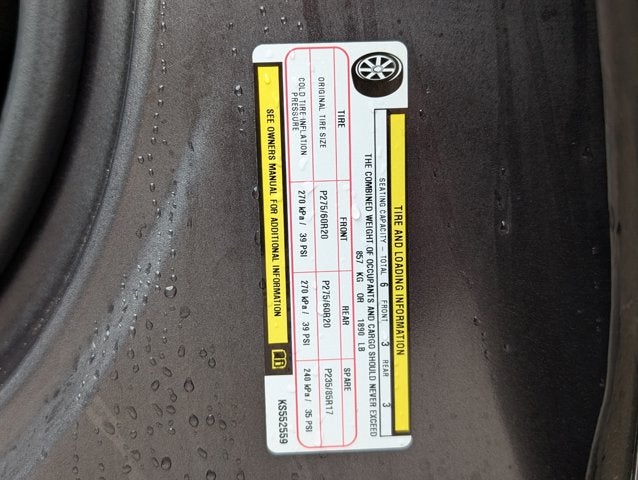 TIRE AND LOADING INFORMATION
SEATING CAPACITY - TOTAL 6 FRONT 3 REAR 3
THE COMBINED WEIGHT OF OCCUPANTS AND CARGO SHOULD NEVER EXCEED
857 KG OR 1890 LB
TIRE FRONT REAR SPARE
ORIGINAL TIRE SIZE P275/60R20 P275/60R20 P235/85R17
COLD TIRE INFLATION PRESSURE 270 kPa / 39 PSI 270 kPa / 39 PSI 240 kPa / 35 PSI
SEE OWNERS MANUAL FOR ADDITIONAL INFORMATION
KS552559